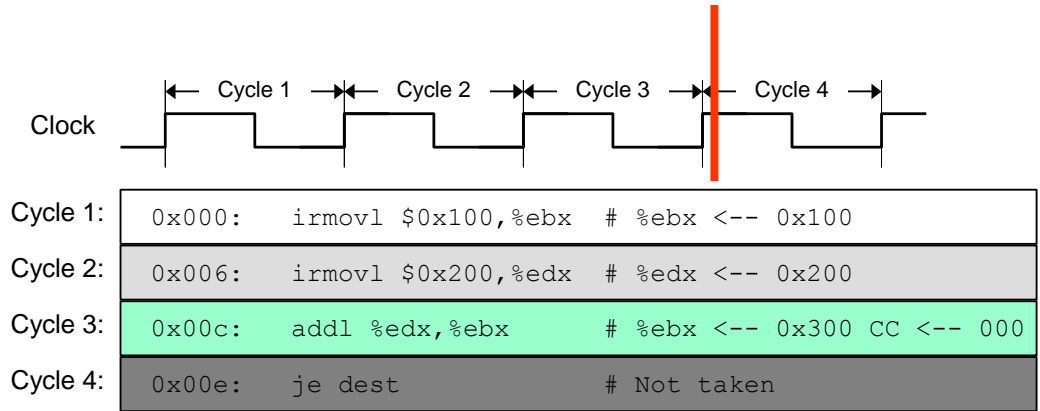 Cycle 1 Cycle 2 Cycle 3 Cycle 4
Clock
Cycle 1: 0x000: irmovl $0x100,%ebx # %ebx <-- 0x100
Cycle 2: 0x006: irmovl $0x200,%edx # %edx <-- 0x200
Cycle 3: 0x00c: addl %edx,%ebx # %ebx <-- 0x300 CC <-- 000
Cycle 4: 0x00e: je dest # Not taken